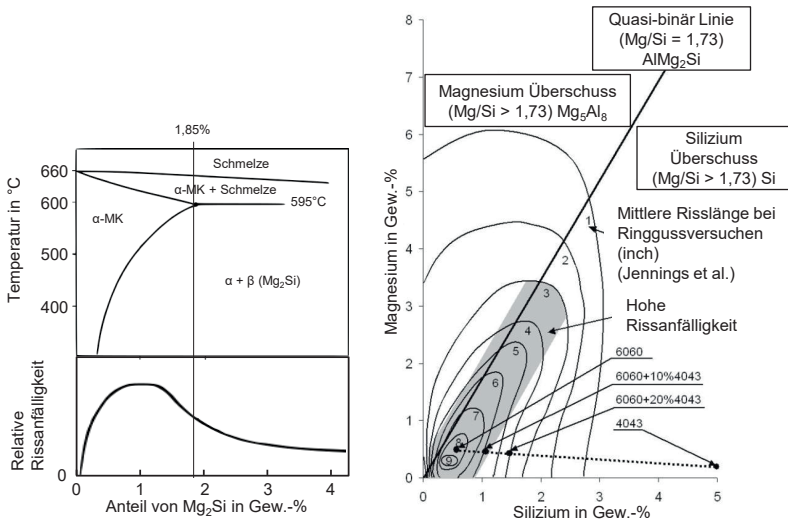 1,85%
Schmelze
660
α-MK + Schmelze
600
595°C
α-MK
500
α + β (Mg₂Si)
400
Temperatur in °C
Relative
Rissanfälligkeit
0
0 1 2 3 4
Anteil von Mg₂Si in Gew.-%
Quasi-binär Linie
(Mg/Si = 1,73)
AlMg₂Si
Magnesium Überschuss
(Mg/Si > 1,73) Mg₅Al₈
Silizium
Überschuss
(Mg/Si > 1,73) Si
Mittlere Risslänge bei
Ringgussversuchen
(inch)
(Jennings et al.)
Hohe
Rissanfälligkeit
6060
6060+10%4043
6060+20%4043
4043
1
2
3
4
5
6
7
8
9
Magnesium in Gew.-%
8
7
6
5
4
3
2
1
0
0 1 2 3 4 5
Silizium in Gew.-%